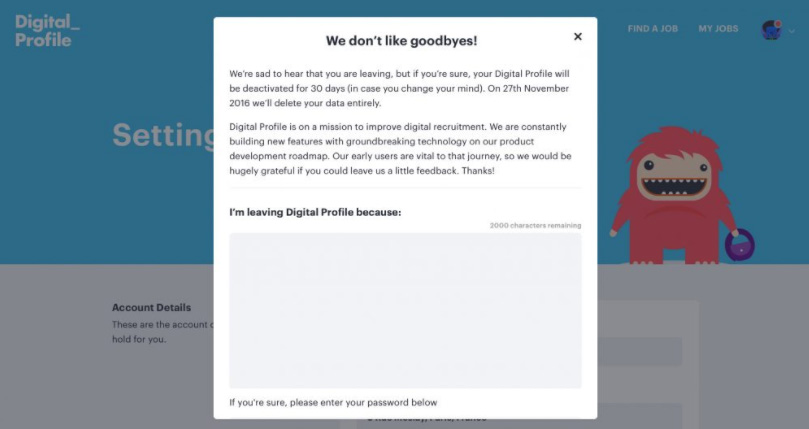 Digital_
Profile
FIND A JOB
MY JOBS
We don't like goodbyes!
We're sad to hear that you are leaving, but if you're sure, your Digital Profile will
be deactivated for 30 days (in case you change your mind). On 27th November
2016 we'll delete your data entirely.
Digital Profile is on a mission to improve digital recruitment. We are constantly
building new features with groundbreaking technology on our product
development roadmap. Our early users are vital to that journey, so we would be
hugely grateful if you could leave us a little feedback. Thanks!
I'm leaving Digital Profile because:
2000 characters remaining
If you're sure, please enter your password below
Setting
Account Details
These are the account
hold for you.